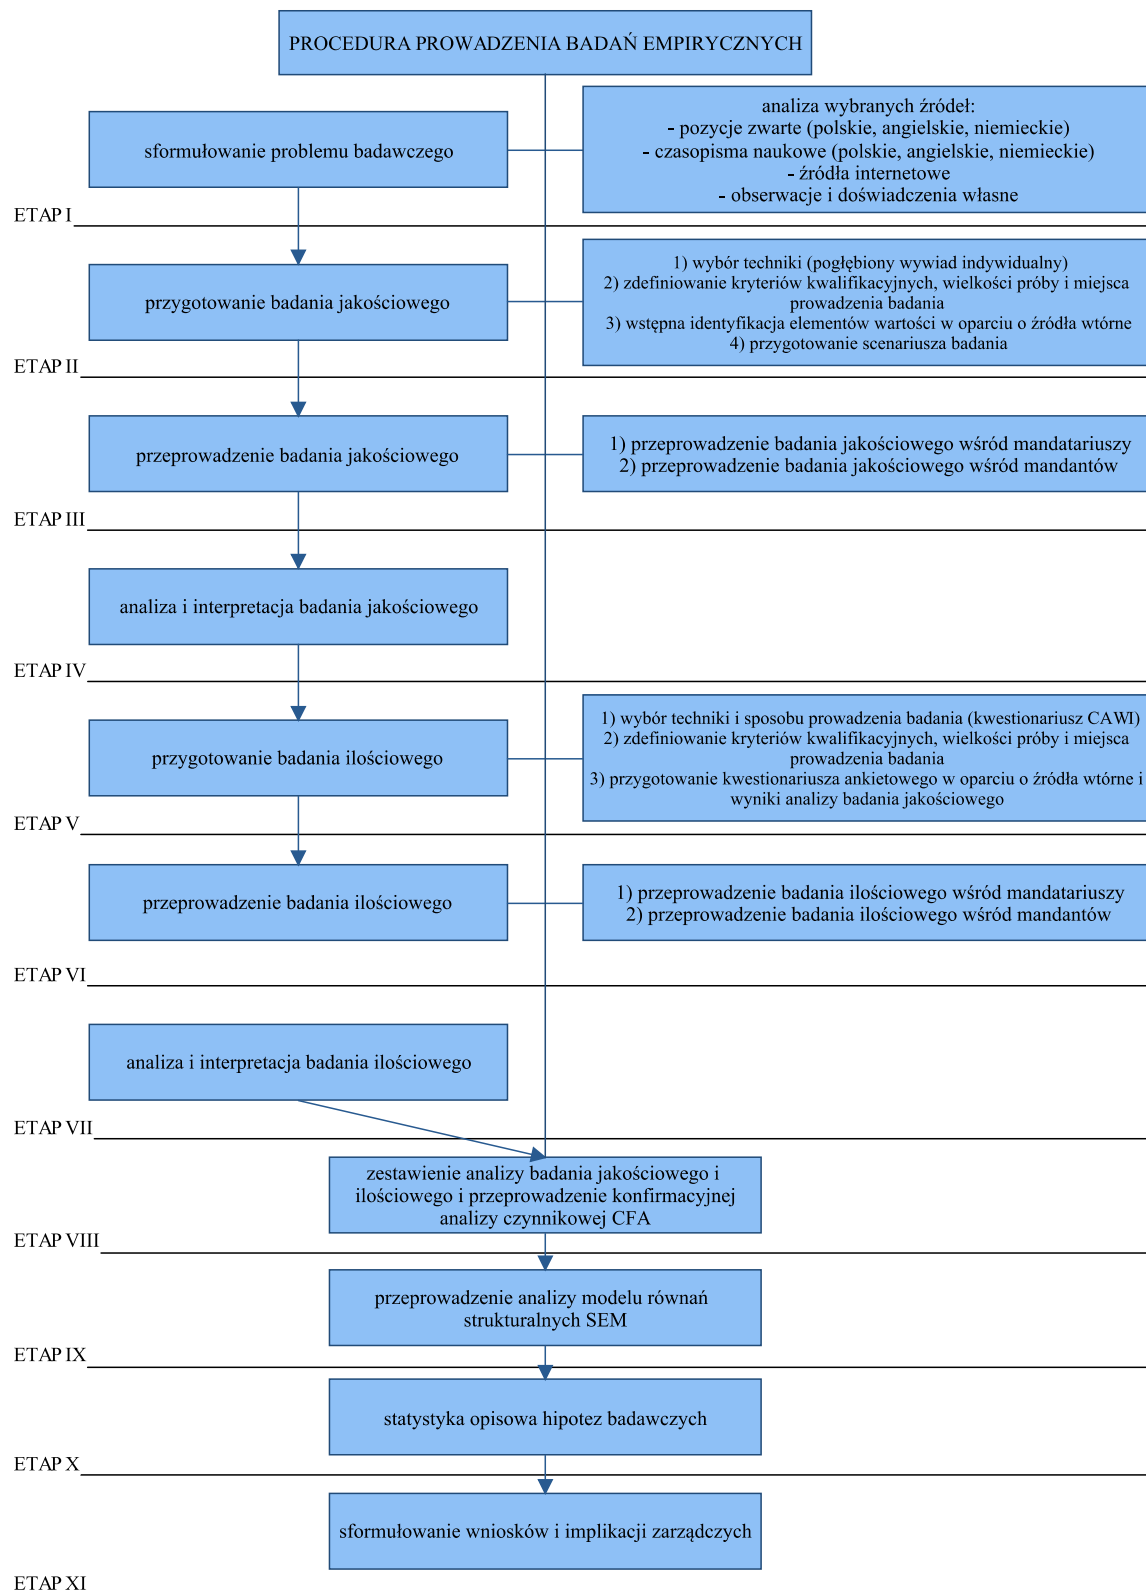 PROCEDURA PROWADZENIA BADAŃ EMPIRYCZNYCH
sformułowanie problemu badawczego
analiza wybranych źródeł:
- pozycje zwarte (polskie, angielskie, niemieckie)
- czasopisma naukowe (polskie, angielskie, niemieckie)
- źródła internetowe
- obserwacje i doświadczenia własne
ETAP I
przygotowanie badania jakościowego
1) wybór techniki (pogłębiony wywiad indywidualny)
2) zdefiniowanie kryteriów kwalifikacyjnych, wielkości próby i miejsca
prowadzenia badania
3) wstępna identyfikacja elementów wartości w oparciu o źródła wtórne
4) przygotowanie scenariusza badania
ETAP II
przeprowadzenie badania jakościowego
1) przeprowadzenie badania jakościowego wśród mandatariuszy
2) przeprowadzenie badania jakościowego wśród mandantów
ETAP III
analiza i interpretacja badania jakościowego
ETAP IV
przygotowanie badania ilościowego
1) wybór techniki i sposobu prowadzenia badania (kwestionariusz CAWI)
2) zdefiniowanie kryteriów kwalifikacyjnych, wielkości próby i miejsca
prowadzenia badania
3) przygotowanie kwestionariusza ankietowego w oparciu o źródła wtórne i
wyniki analizy badania jakościowego
ETAP V
przeprowadzenie badania ilościowego
1) przeprowadzenie badania ilościowego wśród mandatariuszy
2) przeprowadzenie badania ilościowego wśród mandantów
ETAP VI
analiza i interpretacja badania ilościowego
ETAP VII
zestawienie analizy badania jakościowego i
ilościowego i przeprowadzenie konfirmacyjnej
analizy czynnikowej CFA
ETAP VIII
przeprowadzenie analizy modelu równań
strukturalnych SEM
ETAP IX
statystyka opisowa hipotez badawczych
ETAP X
sformułowanie wniosków i implikacji zarządczych
ETAP XI